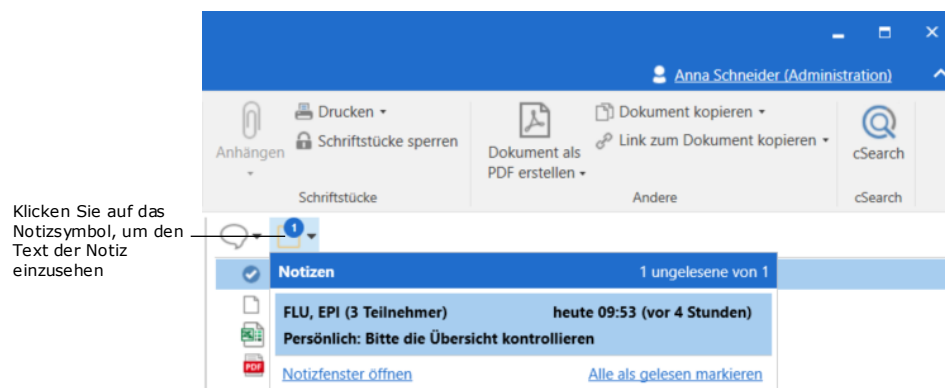 Anna Schneider (Administration)
Anhängen
Drucken
Schriftstücke sperren
Schriftstücke
Dokument als
PDF erstellen
Dokument kopieren
Link zum Dokument kopieren
Andere
cSearch
cSearch
Klicken Sie auf das
Notizsymbol, um den
Text der Notiz
einzusehen
1
Notizen 1 ungelesene von 1
FLU, EPI (3 Teilnehmer) heute 09:53 (vor 4 Stunden)
Persönlich: Bitte die Übersicht kontrollieren
PDF
Notizfenster öffnen Alle als gelesen markieren